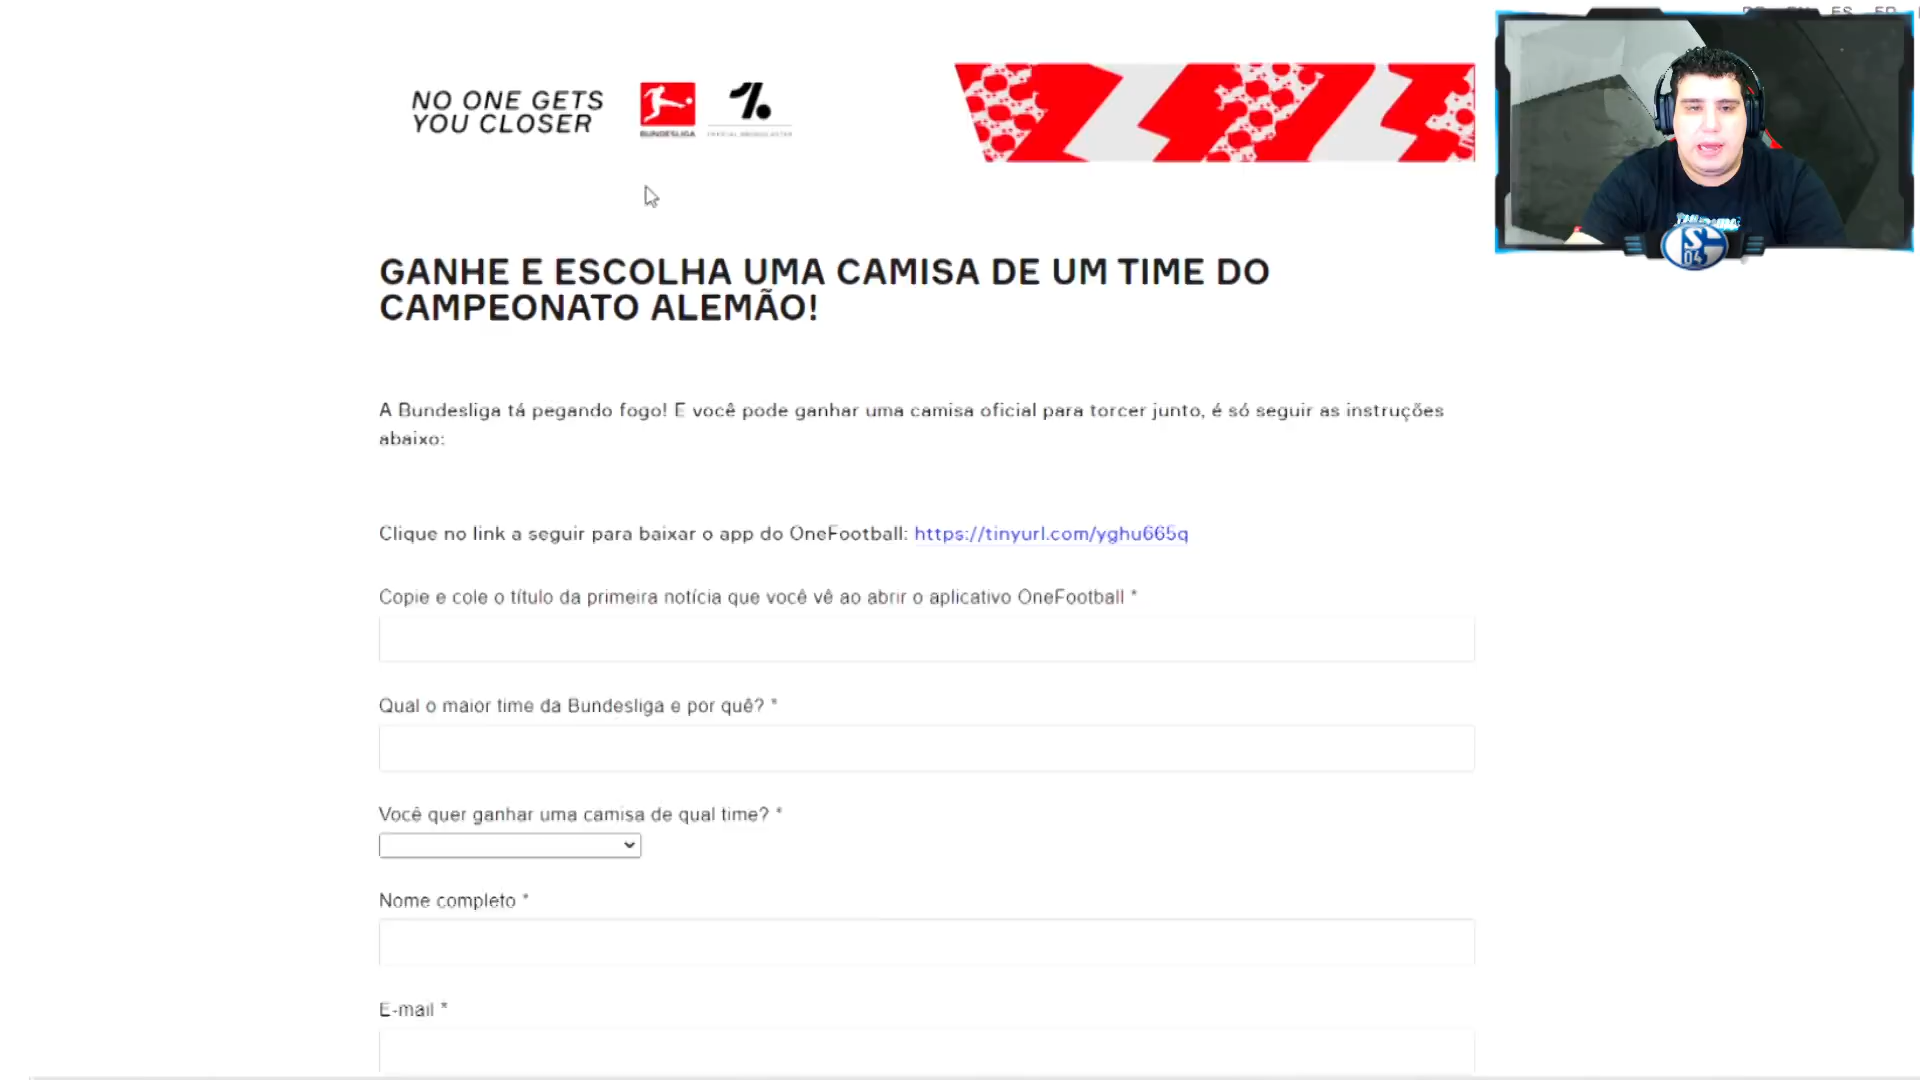 NO ONE GETS
YOU CLOSER
BUNDESLIGA
ES
GANHE E ESCOLHA UMA CAMISA DE UM TIME DO
CAMPEONATO ALEMÃO!
A Bundesliga tá pegando fogo! E você pode ganhar uma camisa oficial para torcer junto, é só seguir as instruções
abaixo:
Clique no link a seguir para baixar o app do OneFootball: https://tinyurl.com/yghu665q
Copie e cole o título da primeira notícia que você vê ao abrir o aplicativo OneFootball *
Qual o maior time da Bundesliga e por quê? *
Você quer ganhar uma camisa de qual time? *
Nome completo *
E-mail *
S
04